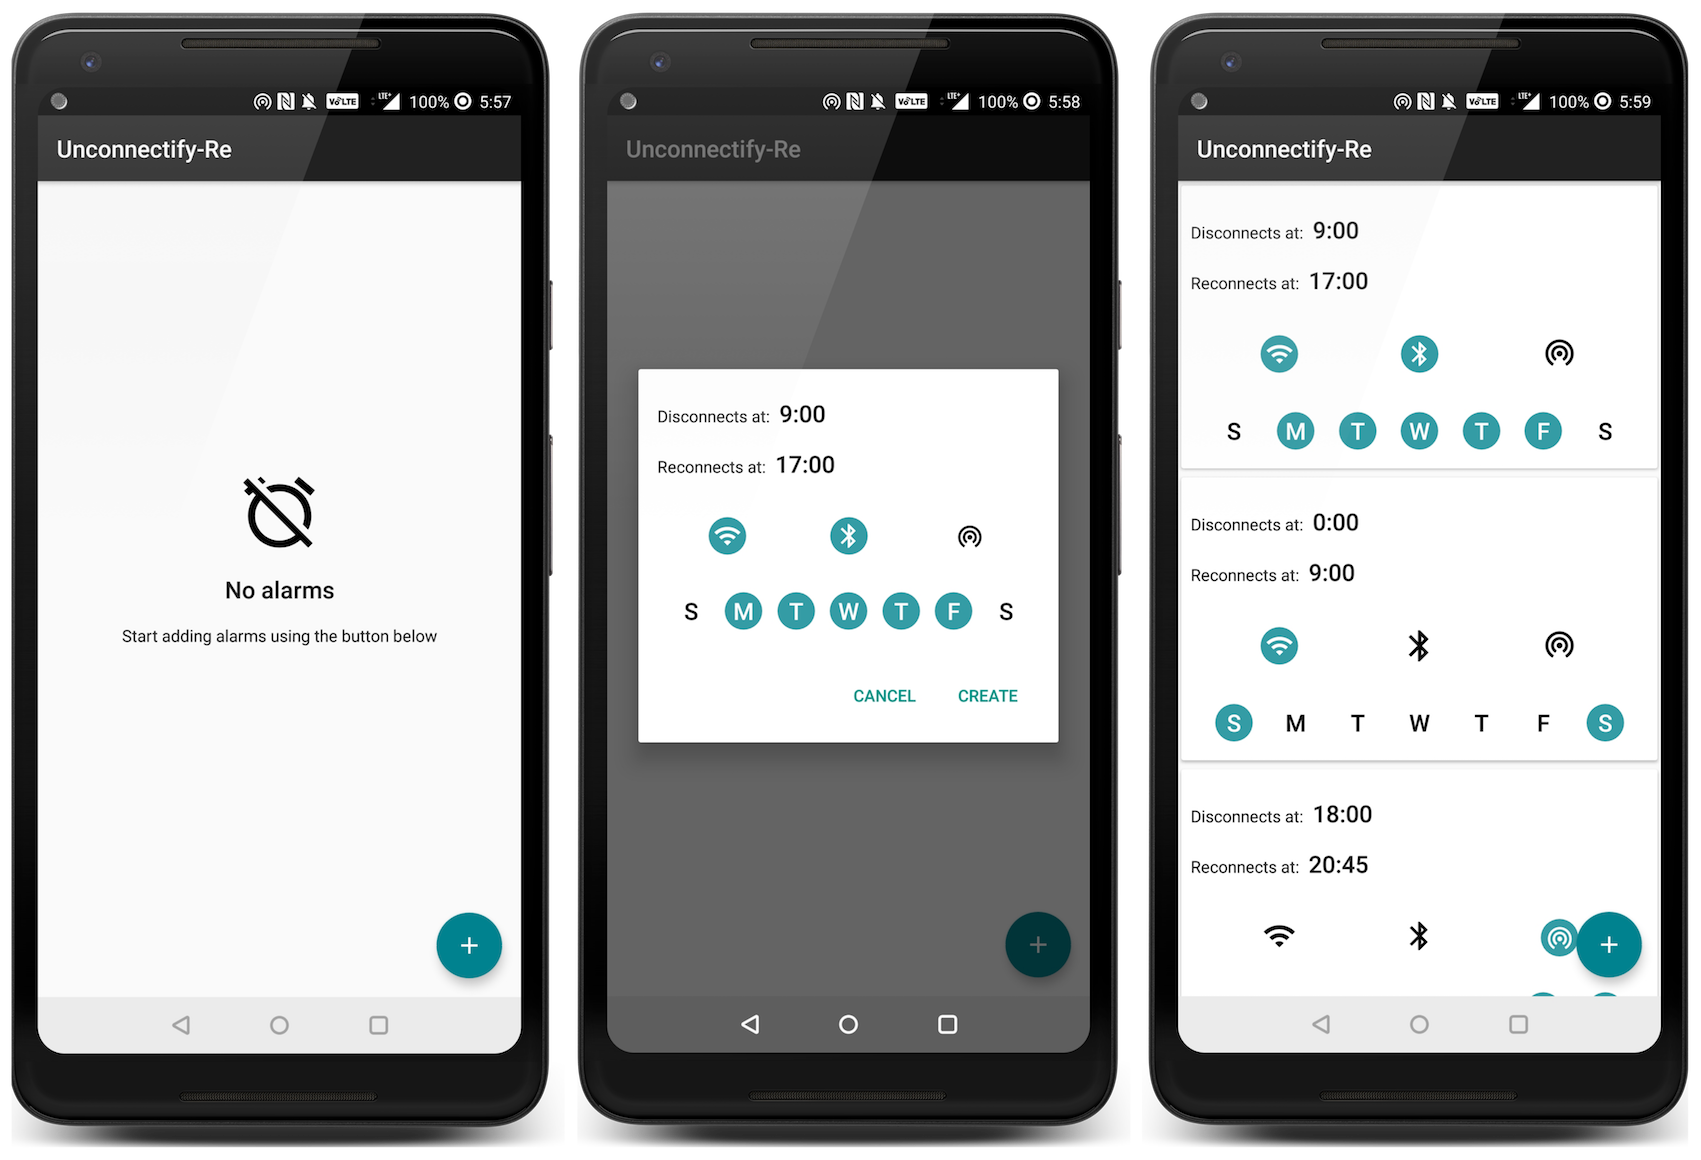 VoLTE LTE+ 100% 5:57
Unconnectify-Re
No alarms
Start adding alarms using the button below
VoLTE LTE+ 100% 5:58
Unconnectify-Re
Disconnects at: 9:00
Reconnects at: 17:00
S M T W T F S
CANCEL CREATE
VoLTE LTE+ 100% 5:59
Unconnectify-Re
Disconnects at: 9:00
Reconnects at: 17:00
S M T W T F S
Disconnects at: 0:00
Reconnects at: 9:00
S M T W T F S
Disconnects at: 18:00
Reconnects at: 20:45